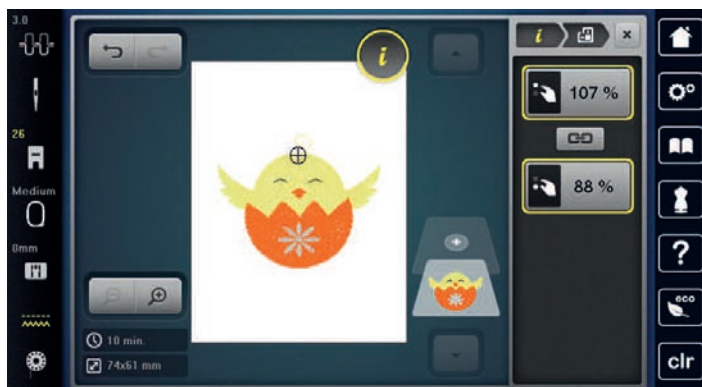 3.0
26
Medium
0mm
10 min.
74x61 mm
i
i
×
107 %
88 %
?
eco
clr